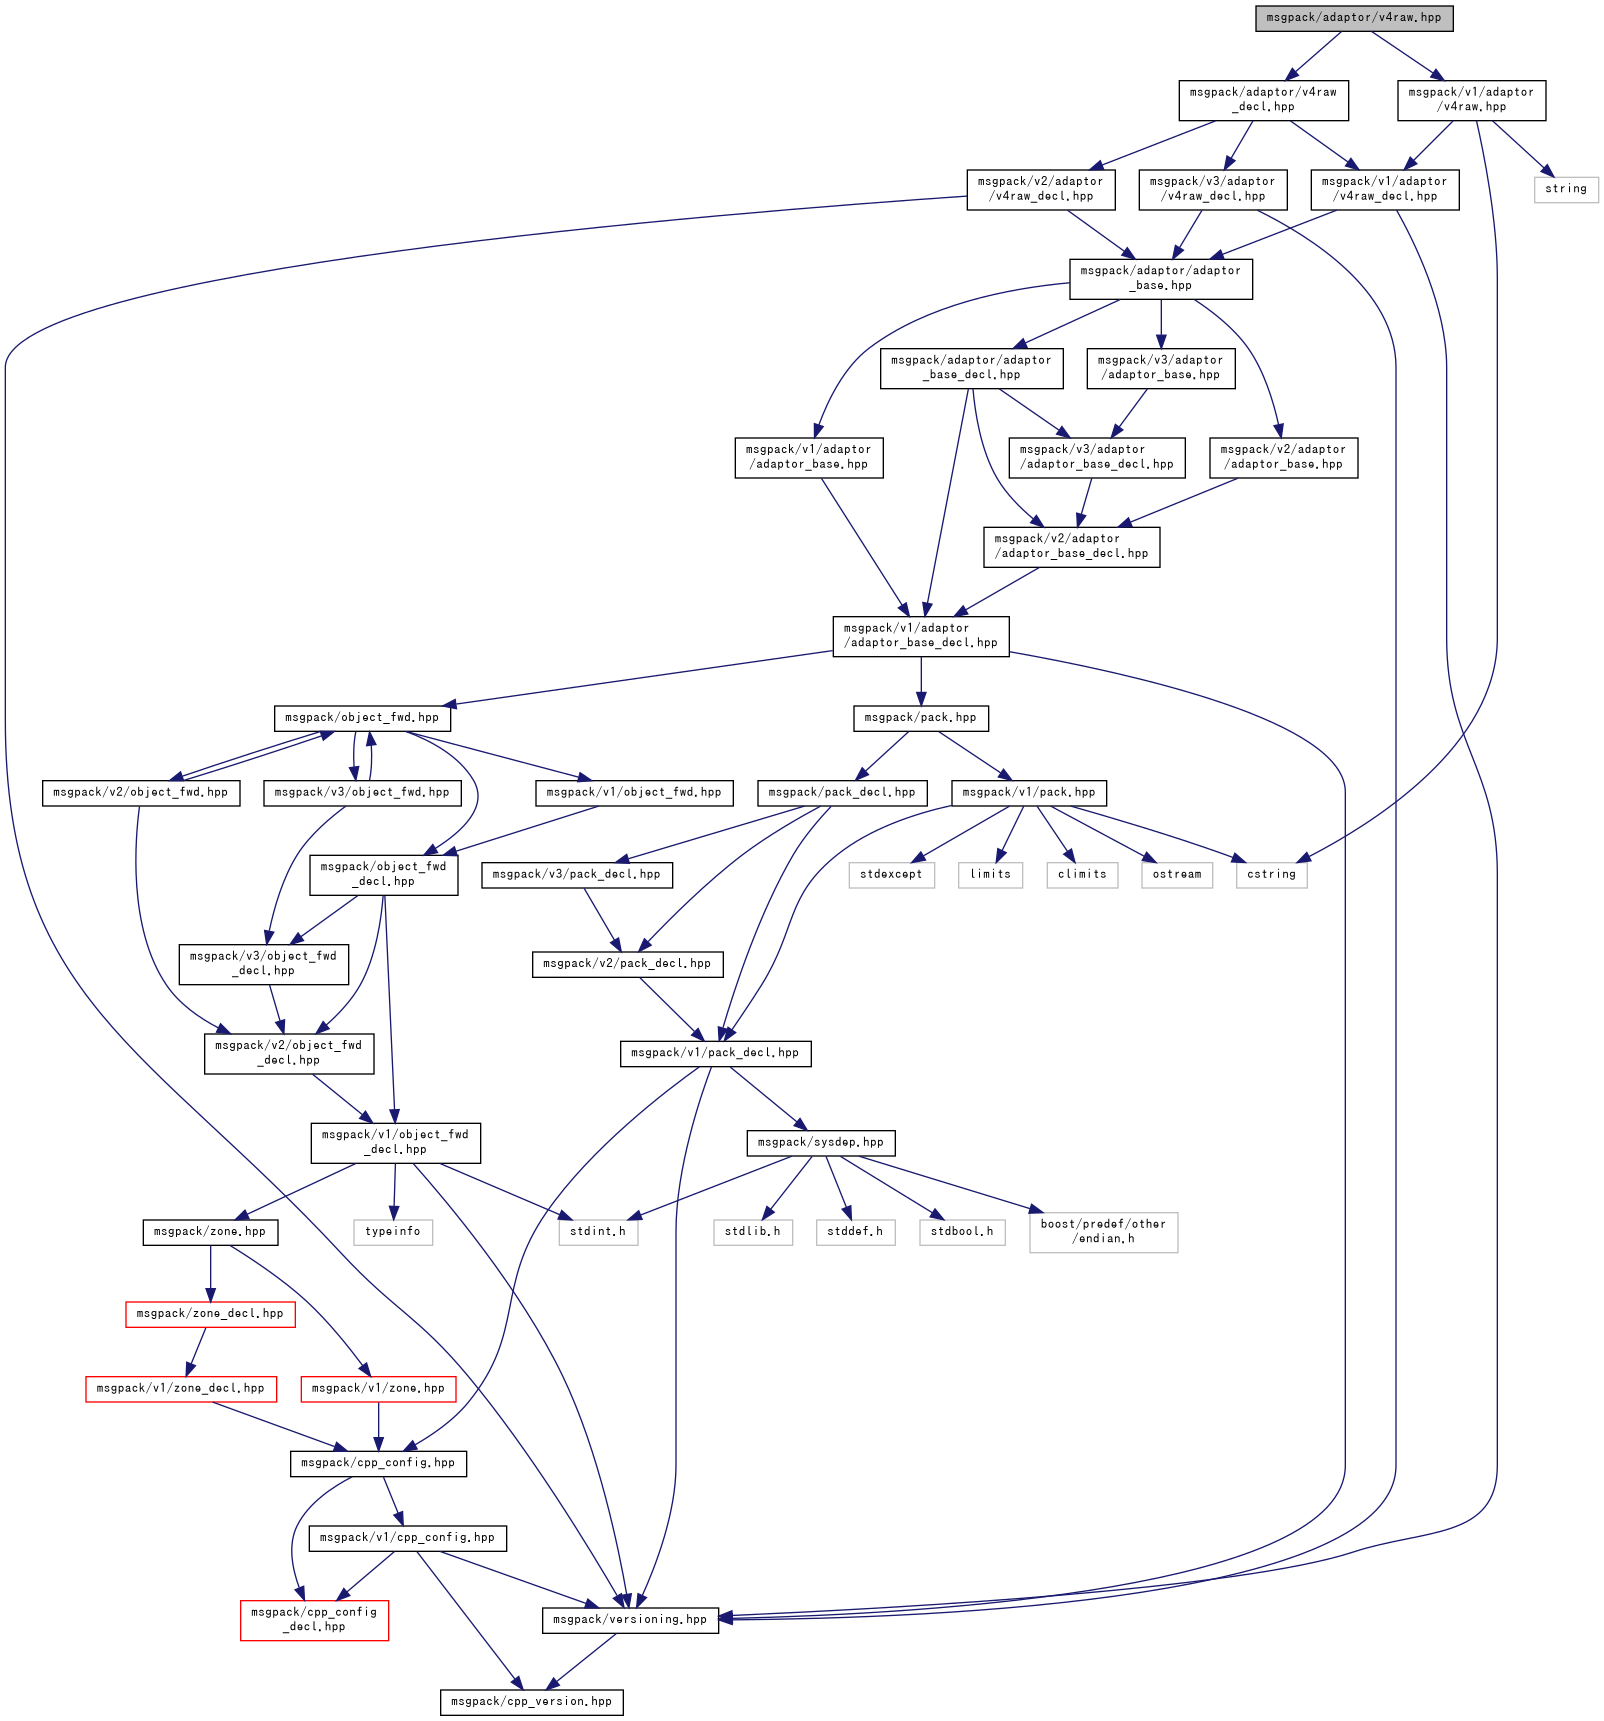 msgpack/adaptor/v4raw.hpp
msgpack/adaptor/v4raw
_decl.hpp
msgpack/v1/adaptor
/v4raw.hpp
msgpack/v2/adaptor
/v4raw_decl.hpp
msgpack/v3/adaptor
/v4raw_decl.hpp
msgpack/v1/adaptor
/v4raw_decl.hpp
string
msgpack/adaptor/adaptor
_base.hpp
msgpack/adaptor/adaptor
_base_decl.hpp
msgpack/v3/adaptor
/adaptor_base.hpp
msgpack/v1/adaptor
/adaptor_base.hpp
msgpack/v3/adaptor
/adaptor_base_decl.hpp
msgpack/v2/adaptor
/adaptor_base.hpp
msgpack/v2/adaptor
/adaptor_base_decl.hpp
msgpack/v1/adaptor
/adaptor_base_decl.hpp
msgpack/object_fwd.hpp
msgpack/pack.hpp
msgpack/v2/object_fwd.hpp
msgpack/v3/object_fwd.hpp
msgpack/v1/object_fwd.hpp
msgpack/pack_decl.hpp
msgpack/v1/pack.hpp
msgpack/object_fwd
_decl.hpp
msgpack/v3/pack_decl.hpp
stdexcept
limits
climits
ostream
cstring
msgpack/v3/object_fwd
_decl.hpp
msgpack/v2/pack_decl.hpp
msgpack/v2/object_fwd
_decl.hpp
msgpack/v1/pack_decl.hpp
msgpack/v1/object_fwd
_decl.hpp
msgpack/sysdep.hpp
msgpack/zone.hpp
typeinfo
stdint.h
stdlib.h
stddef.h
stdbool.h
boost/predef/other
/endian.h
msgpack/zone_decl.hpp
msgpack/v1/zone_decl.hpp
msgpack/v1/zone.hpp
msgpack/cpp_config.hpp
msgpack/v1/cpp_config.hpp
msgpack/cpp_config
_decl.hpp
msgpack/versioning.hpp
msgpack/cpp_version.hpp